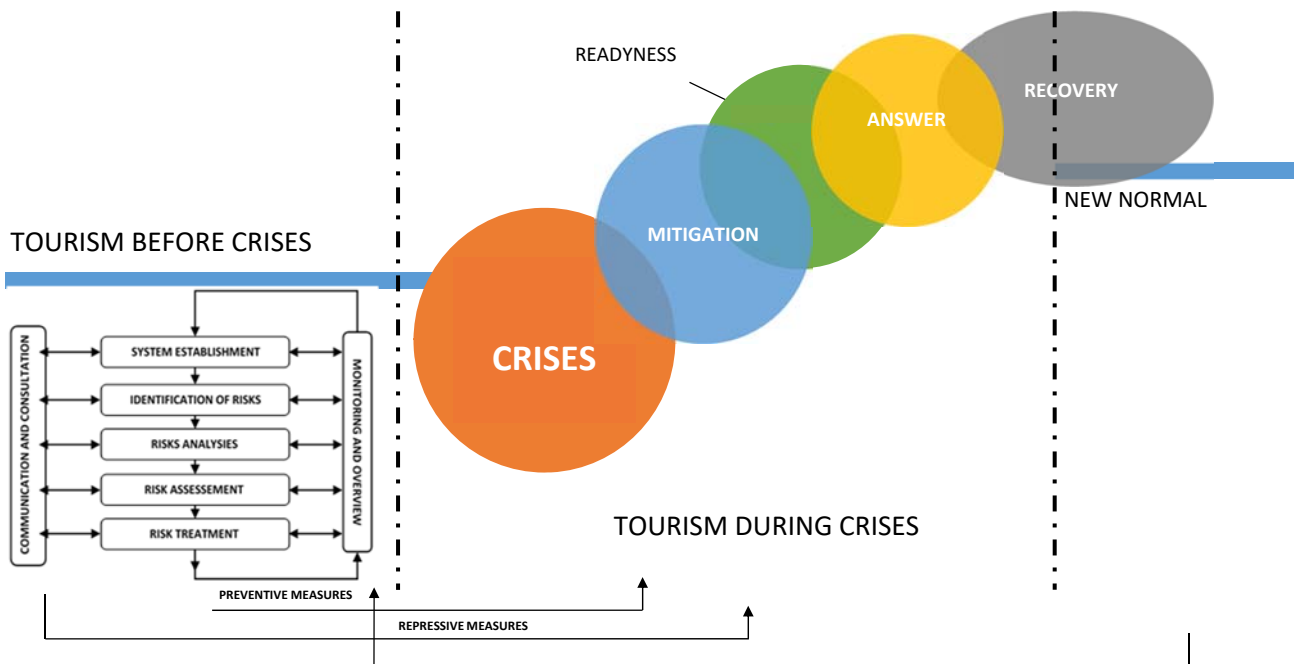 READYNESS
RECOVERY
ANSWER
NEW NORMAL
MITIGATION
TOURISM BEFORE CRISES
CRISES
COMMUNICATION AND CONSULTATION
SYSTEM ESTABLISHMENT
IDENTIFICATION OF RISKS
RISKS ANALYSIES
RISK ASSESSEMENT
RISK TREATMENT
MONITORING AND OVERVIEW
TOURISM DURING CRISES
PREVENTIVE MEASURES
REPRESSIVE MEASURES